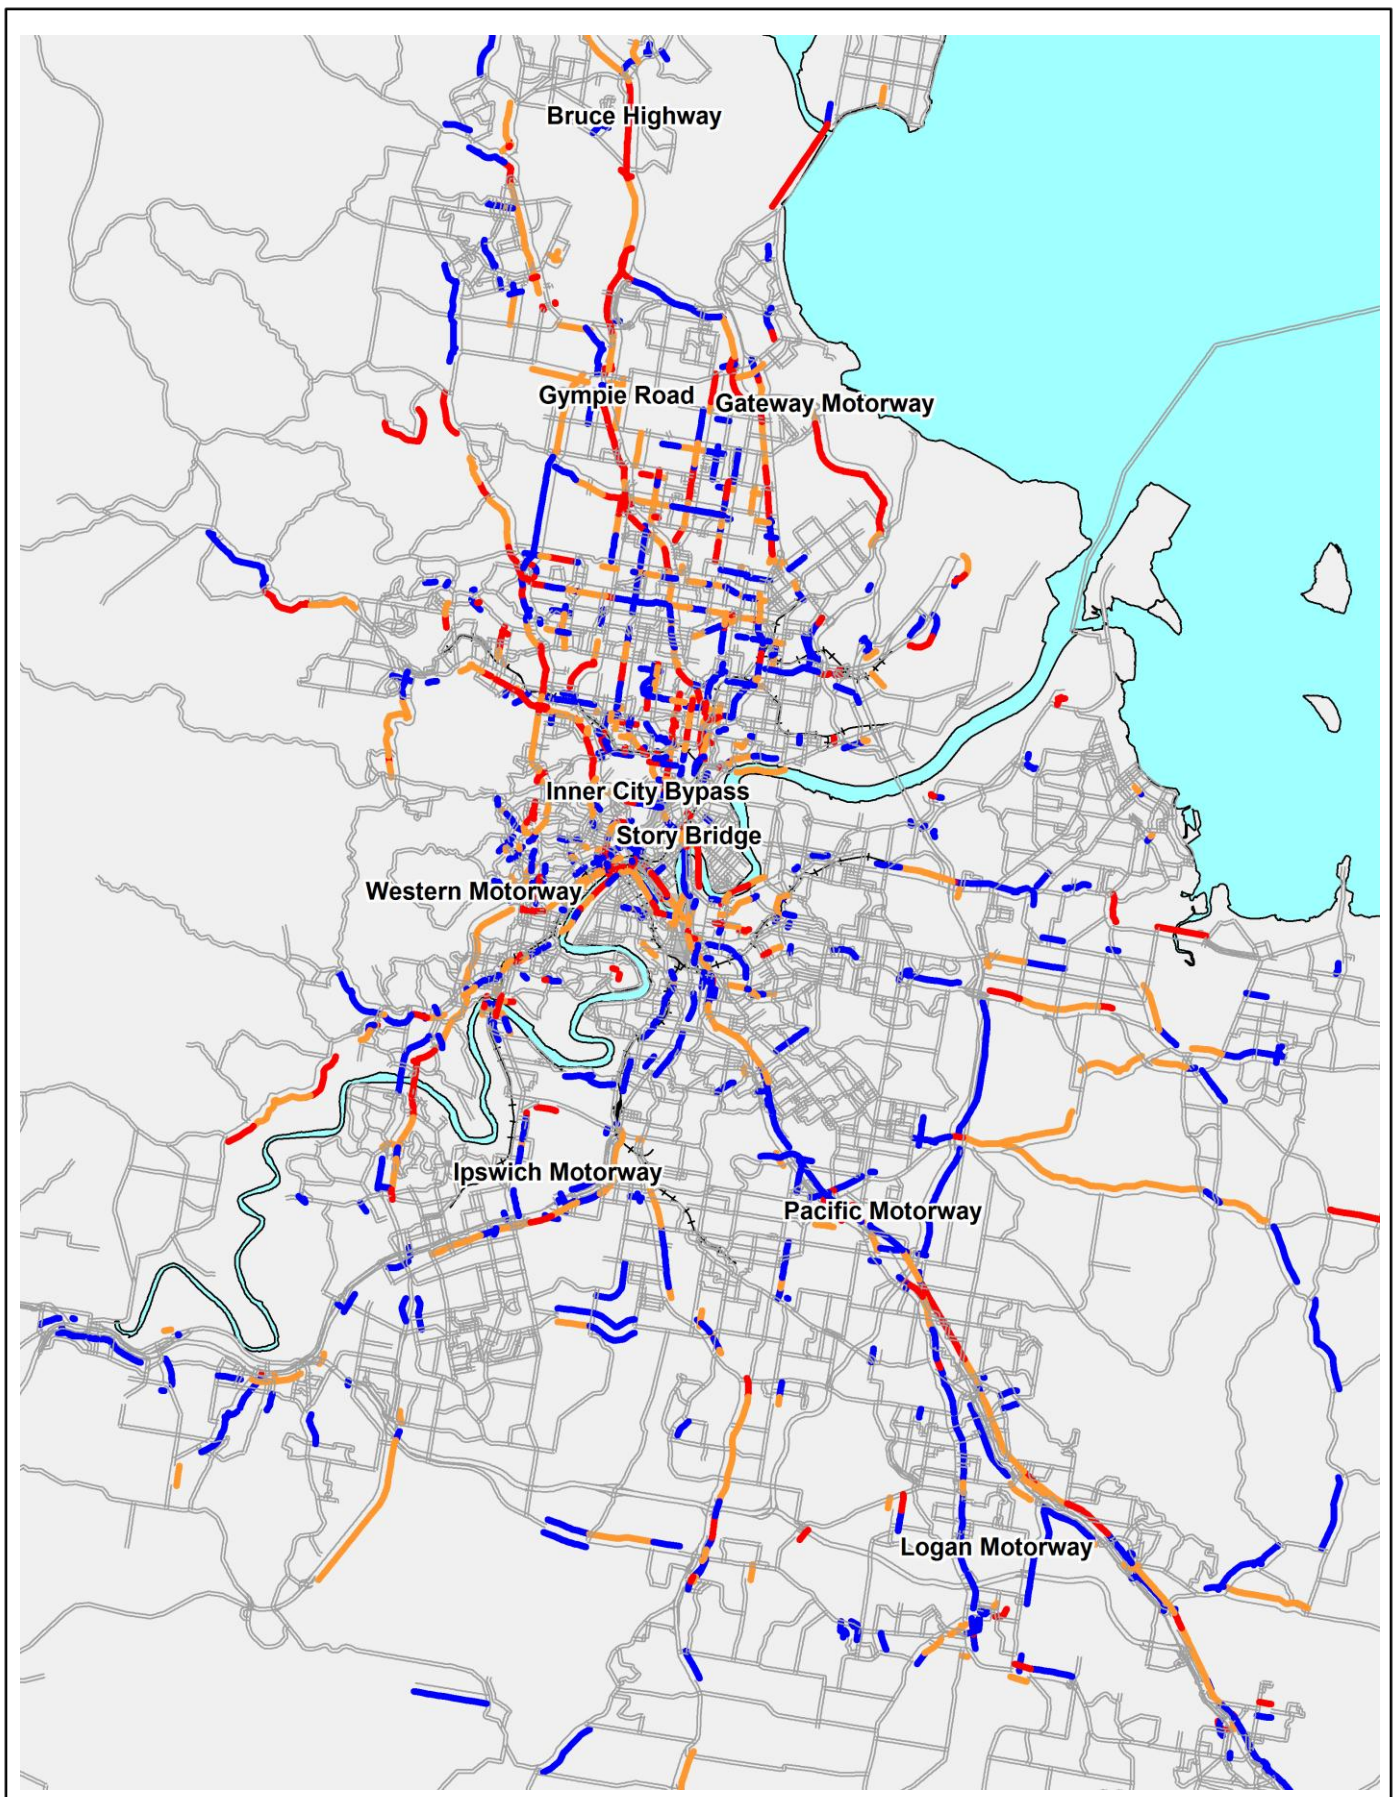 Bruce Highway
Gympie Road
Gateway Motorway
Inner City Bypass
Story Bridge
Western Motorway
Ipswich Motorway
Pacific Motorway
Logan Motorway